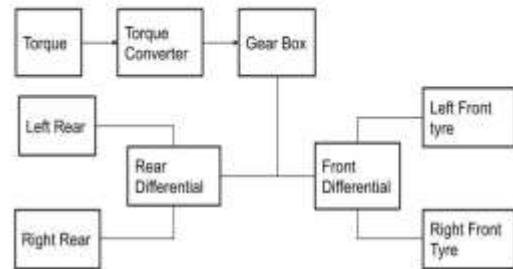 Torque
Torque
Converter
Gear Box
Left Rear
Left Front
tyre
Rear
Differential
Front
Differential
Right Rear
Right Front
Tyre